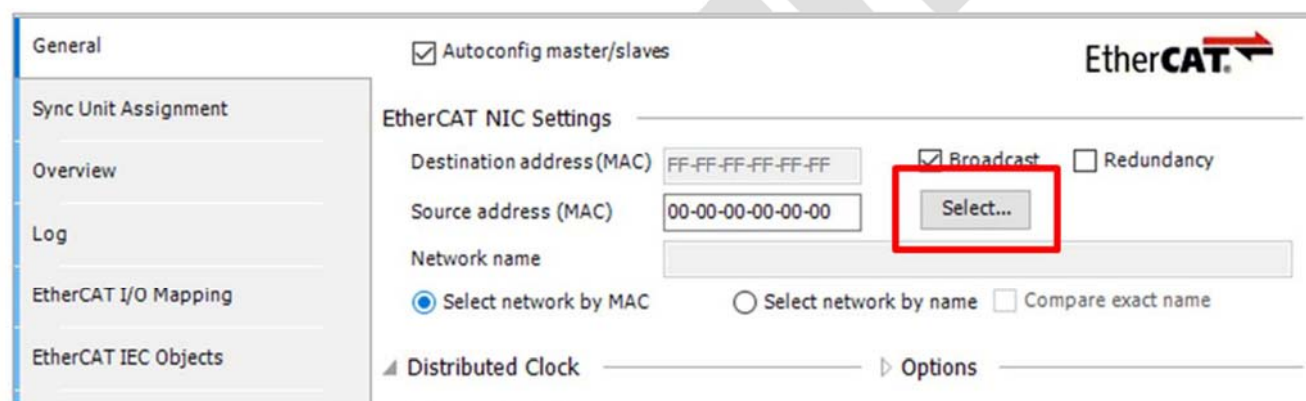 General
Autoconfig master/slaves
EtherCAT.
Sync Unit Assignment
EtherCAT NIC Settings
Overview
Destination address (MAC) FF-FF-FF-FF-FF-FF Broadcast Redundancy
Source address (MAC) 00-00-00-00-00-00 Select...
Log
Network name
EtherCAT I/O Mapping
Select network by MAC Select network by name Compare exact name
EtherCAT IEC Objects
Distributed Clock Options